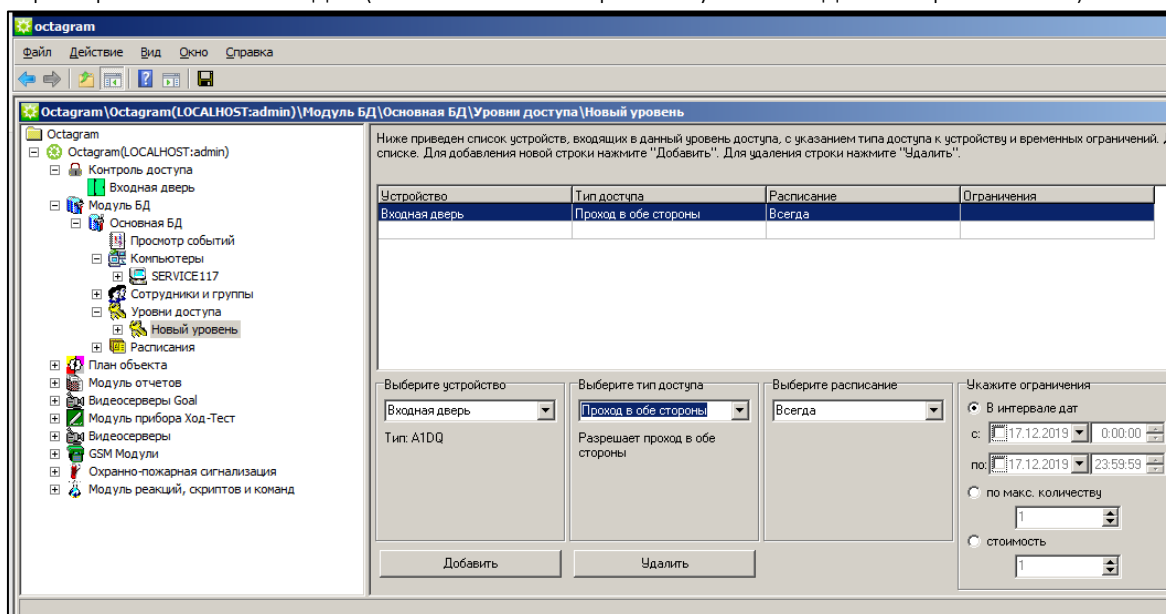 octagram
Файл Действие Вид Окно Справка
Octagram\Octagram(LOCALHOST:admin)\Модуль БД\Основная БД\Уровни доступа\Новый уровень
Octagram
Octagram(LOCALHOST:admin)
Контроль доступа
Входная дверь
Модуль БД
Основная БД
Просмотр событий
Компьютеры
SERVICE117
Сотрудники и группы
Уровни доступа
Новый уровень
Расписания
План объекта
Модуль отчетов
Видеосерверы Goal
Модуль прибора Ход-Тест
Видеосерверы
GSM Модули
Охранно-пожарная сигнализация
Модуль реакций, скриптов и команд
Ниже приведен список устройств, входящих в данный уровень доступа, с указанием типа доступа к устройству и временных ограничений.
списке. Для добавления новой строки нажмите "Добавить". Для удаления строки нажмите "Удалить".
Устройство Тип доступа Расписание Ограничения
Входная дверь Проход в обе стороны Всегда
Выберите устройство
Входная дверь
Тип: A1DQ
Выберите тип доступа
Проход в обе стороны
Разрешает проход в обе
стороны
Выберите расписание
Всегда
Укажите ограничения
В интервале дат
с: 17.12.2019 0:00:00
по: 17.12.2019 23:59:59
по макс. количеству
1
стоимость
1
Добавить Удалить